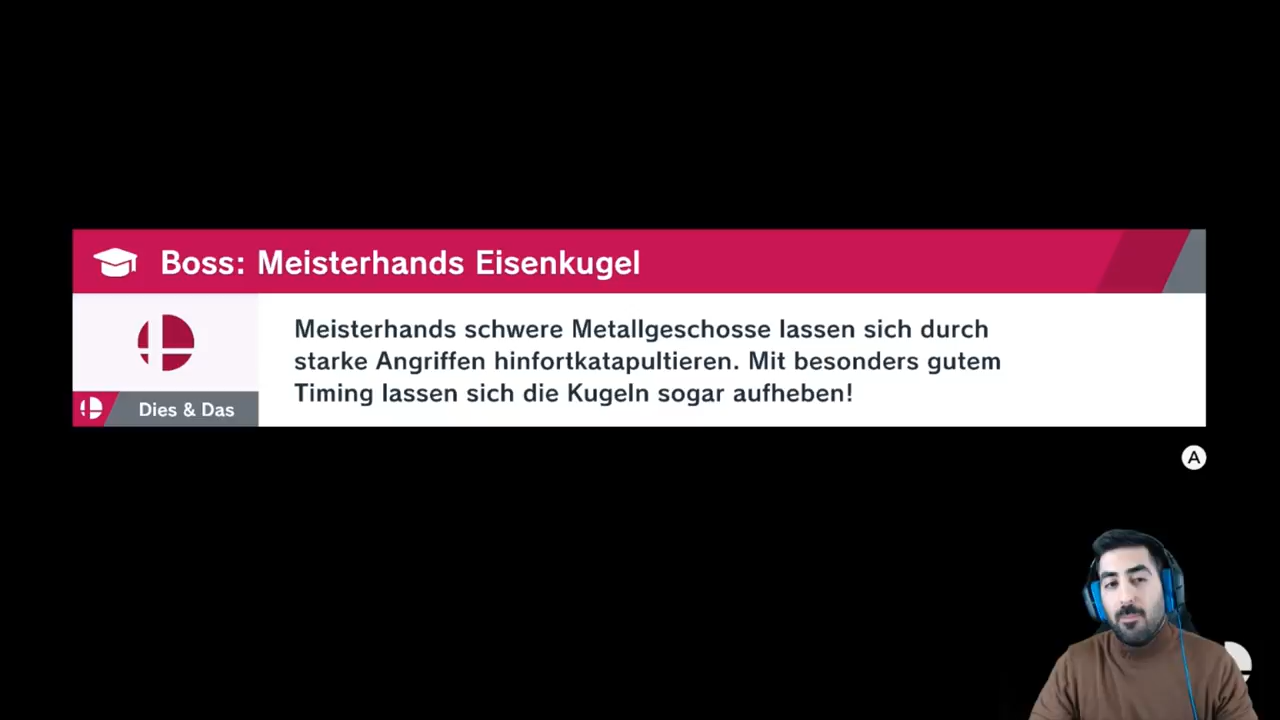 Boss: Meisterhands Eisenkugel
Meisterhands schwere Metallgeschosse lassen sich durch
starke Angriffen hinfortkatapultieren. Mit besonders gutem
Timing lassen sich die Kugeln sogar aufheben!
Dies & Das
A